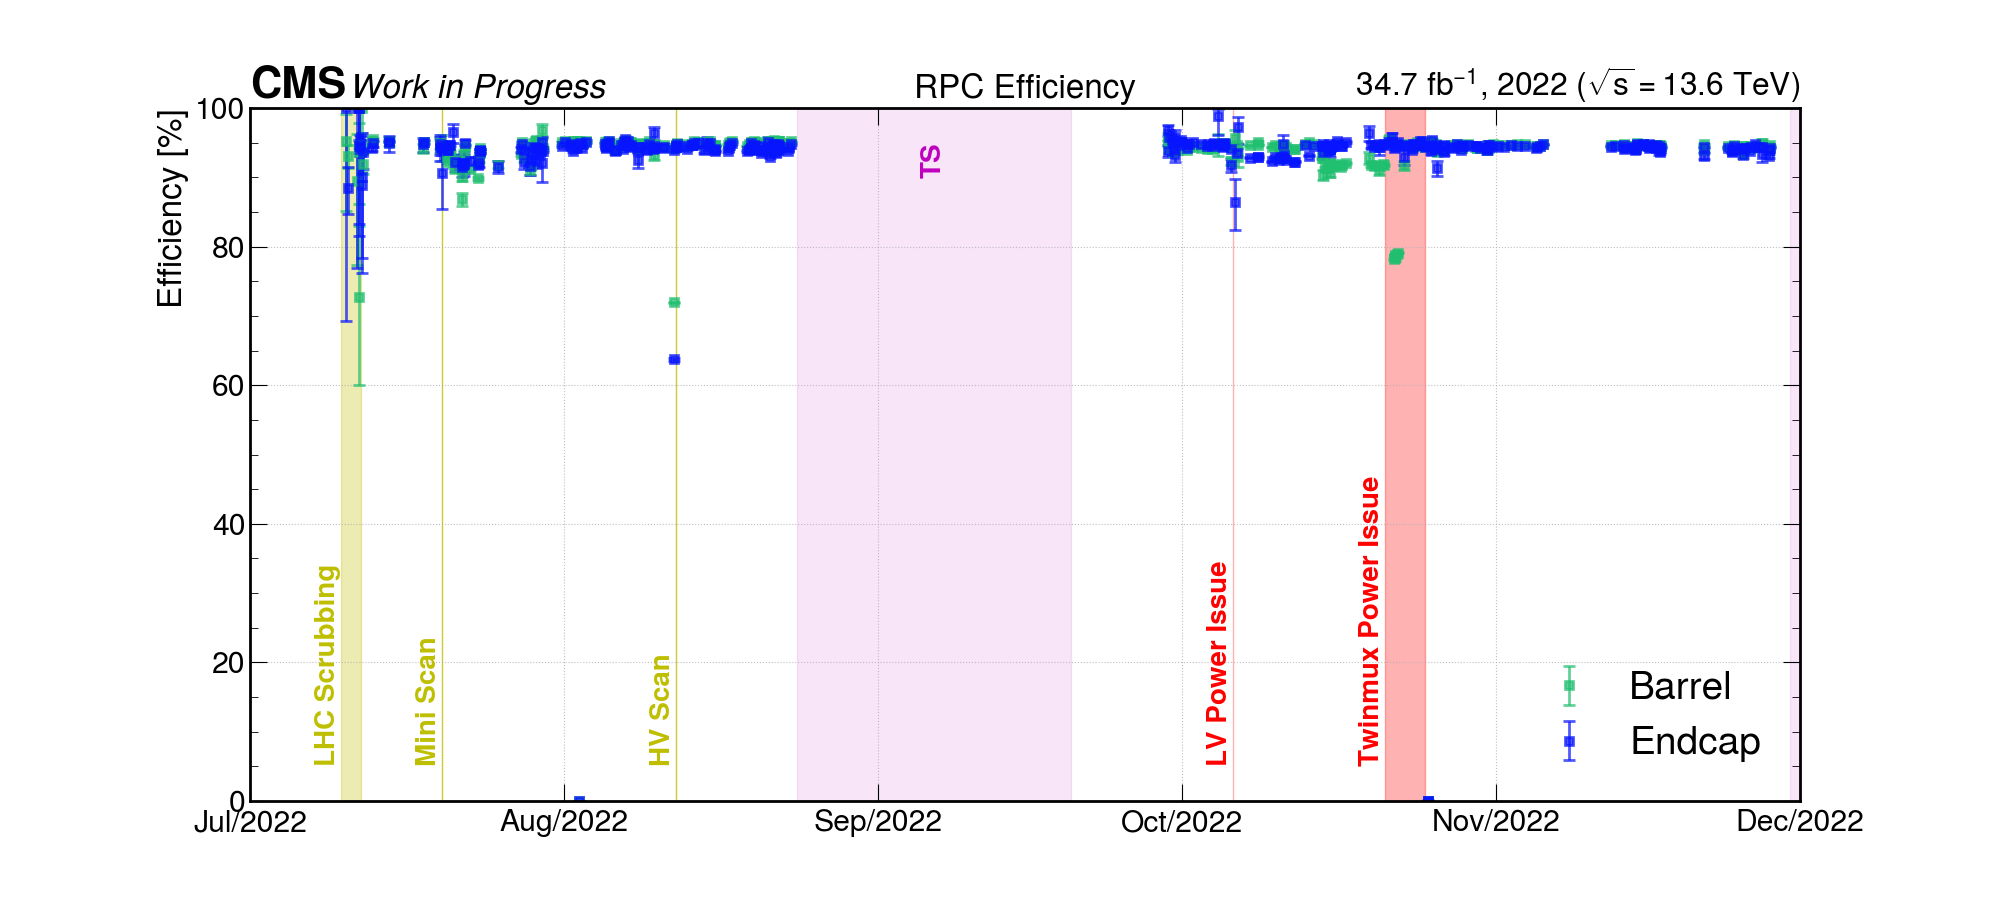 CMS Work in Progress
RPC Efficiency
34.7 fb⁻¹, 2022 (√s = 13.6 TeV)
Efficiency [%]
100
80
60
40
20
0
TS
LHC Scrubbing
Mini Scan
HV Scan
LV Power Issue
Twinmux Power Issue
Barrel
Endcap
Jul/2022
Aug/2022
Sep/2022
Oct/2022
Nov/2022
Dec/2022